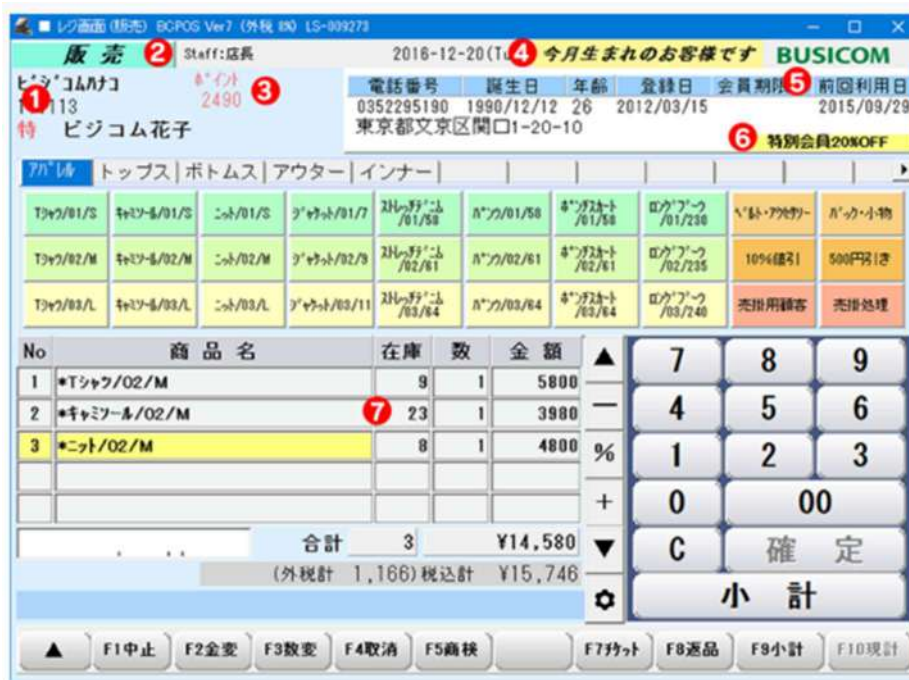 レジ画面(販売) BCPOS Ver7 (外税 8%) LS-009273
販売 2 Staff:店長 2016-12-20(Tu 4 今月生まれのお客様です BUSICOM
ビジコムハナコ ポイント
1 113 2490 3
特 ビジコム花子
電話番号 誕生日 年齢 登録日 会員期限 5 前回利用日
0352295190 1990/12/12 26 2012/03/15 2015/09/29
東京都文京区関口1-20-10
6 特別会員20%OFF
アパレル トップス ボトムス アウター インナー
Tシャツ/01/S キャミソール/01/S ニット/01/S ジャケット/01/7 ストレッチデニム/01/58 パンツ/01/58 ボンデスカート/01/58 ロングブーツ/01/230 ベルト・アクセサリー バック・小物
Tシャツ/02/M キャミソール/02/M ニット/02/M ジャケット/02/9 ストレッチデニム/02/61 パンツ/02/61 ボンデスカート/02/61 ロングブーツ/02/235 10%値引 500円引き
Tシャツ/03/L キャミソール/03/L ニット/03/L ジャケット/03/11 ストレッチデニム/03/64 パンツ/03/64 ボンデスカート/03/64 ロングブーツ/03/240 売掛用顧客 売掛処理
No 商品名 在庫 数 金額 ▲
1 *Tシャツ/02/M 9 1 5800
2 *キャミソール/02/M 7 23 1 3980 —
3 *ニット/02/M 8 1 4800 %
+
合計 3 ¥14,580 ▼
(外税計 1,166)税込計 ¥15,746
7 8 9
4 5 6
1 2 3
0 00
C 確定
小計
▲ F1中止 F2金変 F3数変 F4取消 F5商検 F7チケット F8返品 F9小計 F10現計